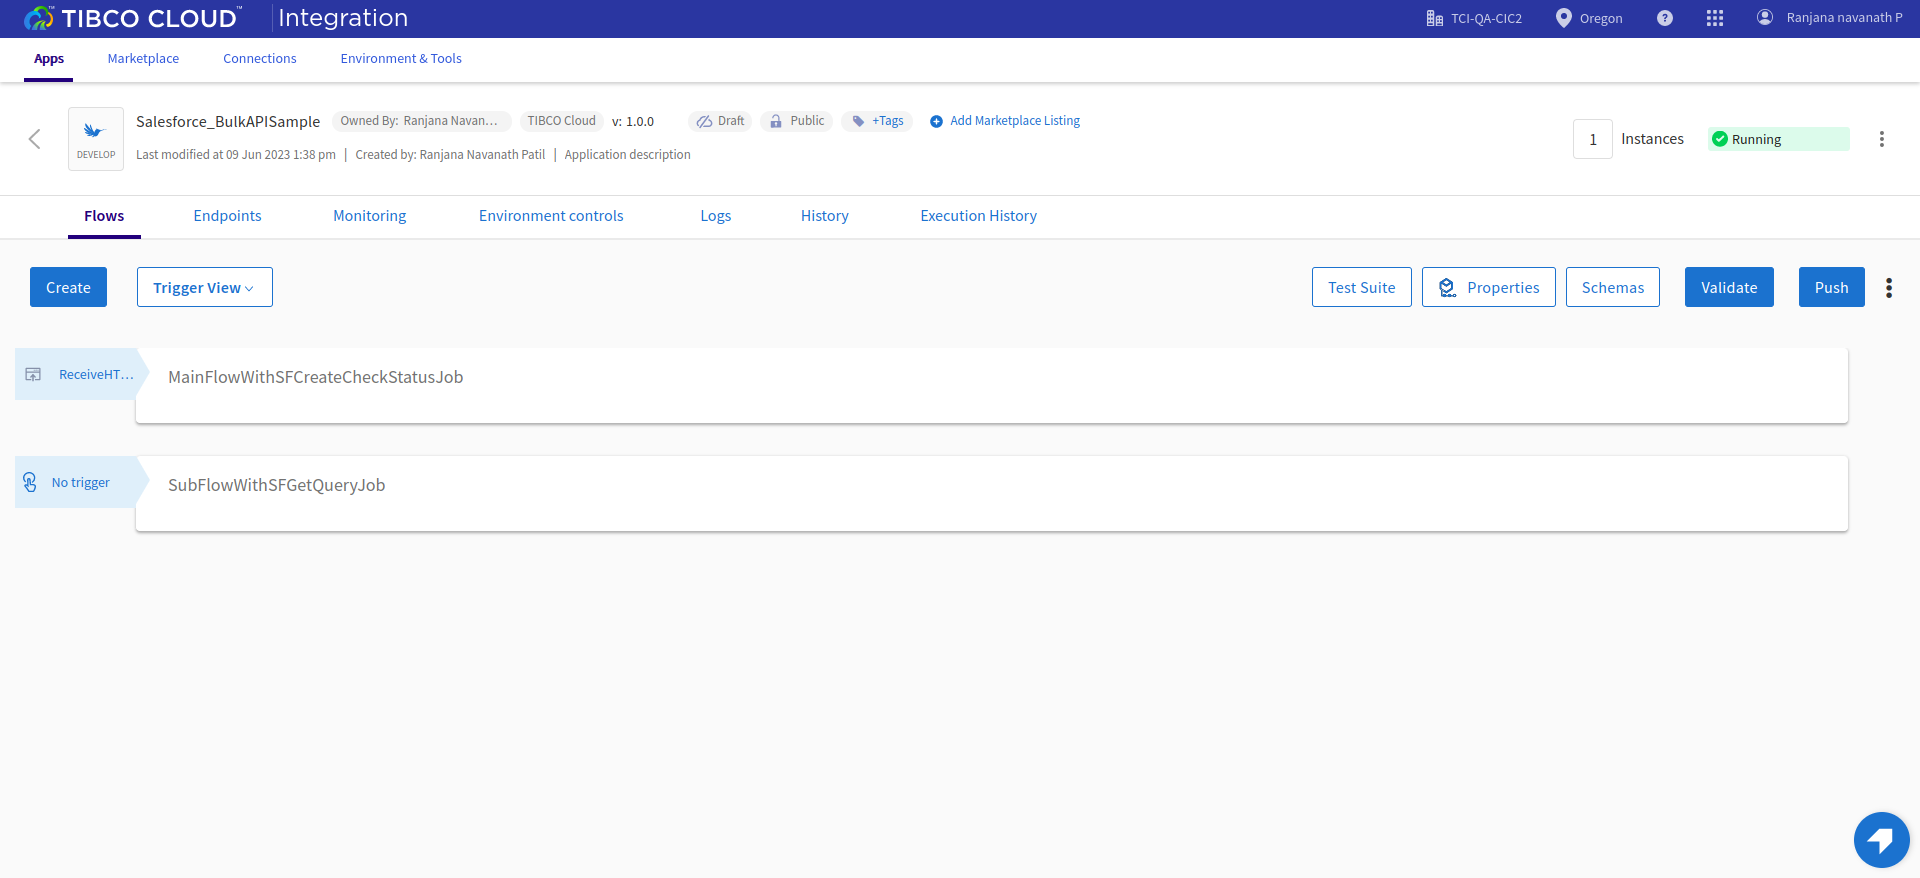 TIBCO CLOUD™ Integration TCI-QA-CIC2 Oregon ? Ranjana navanath P
Apps Marketplace Connections Environment & Tools
Salesforce_BulkAPISample Owned By: Ranjana Navan... TIBCO Cloud v: 1.0.0 Draft Public +Tags Add Marketplace Listing
DEVELOP
Last modified at 09 Jun 2023 1:38 pm | Created by: Ranjana Navanath Patil | Application description
1 Instances Running
Flows Endpoints Monitoring Environment controls Logs History Execution History
Create Trigger View Test Suite Properties Schemas Validate Push
ReceiveHT... MainFlowWithSFCreateCheckStatusJob
No trigger SubFlowWithSFGetQueryJob